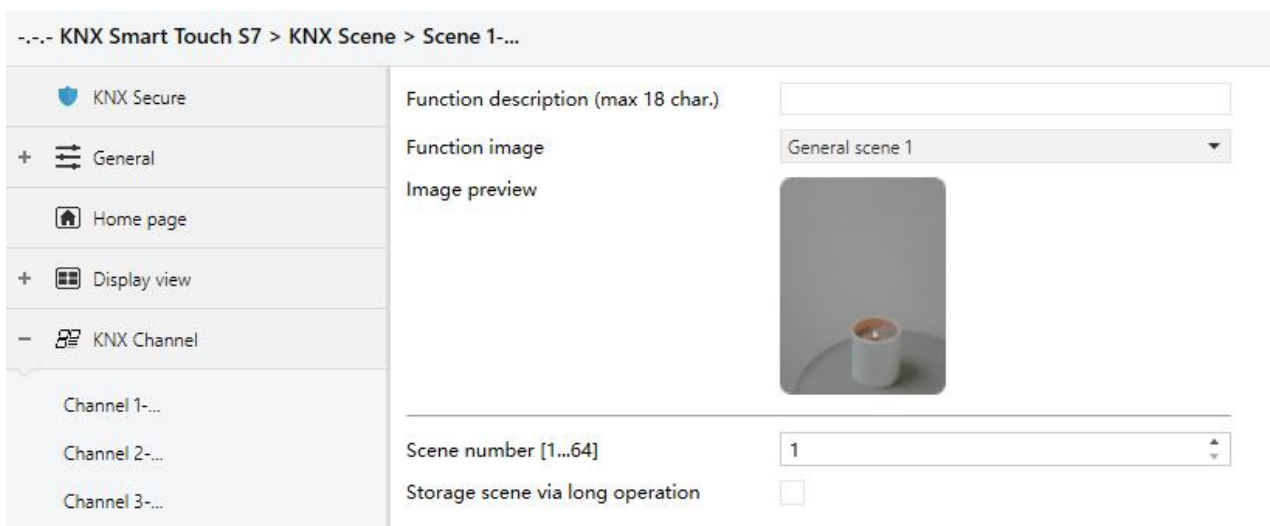 -.-.- KNX Smart Touch S7 > KNX Scene > Scene 1-...
KNX Secure
+ General
Home page
+ Display view
- KNX Channel
Channel 1-...
Channel 2-...
Channel 3-...
Function description (max 18 char.)
Function image General scene 1
Image preview
Scene number [1...64] 1
Storage scene via long operation